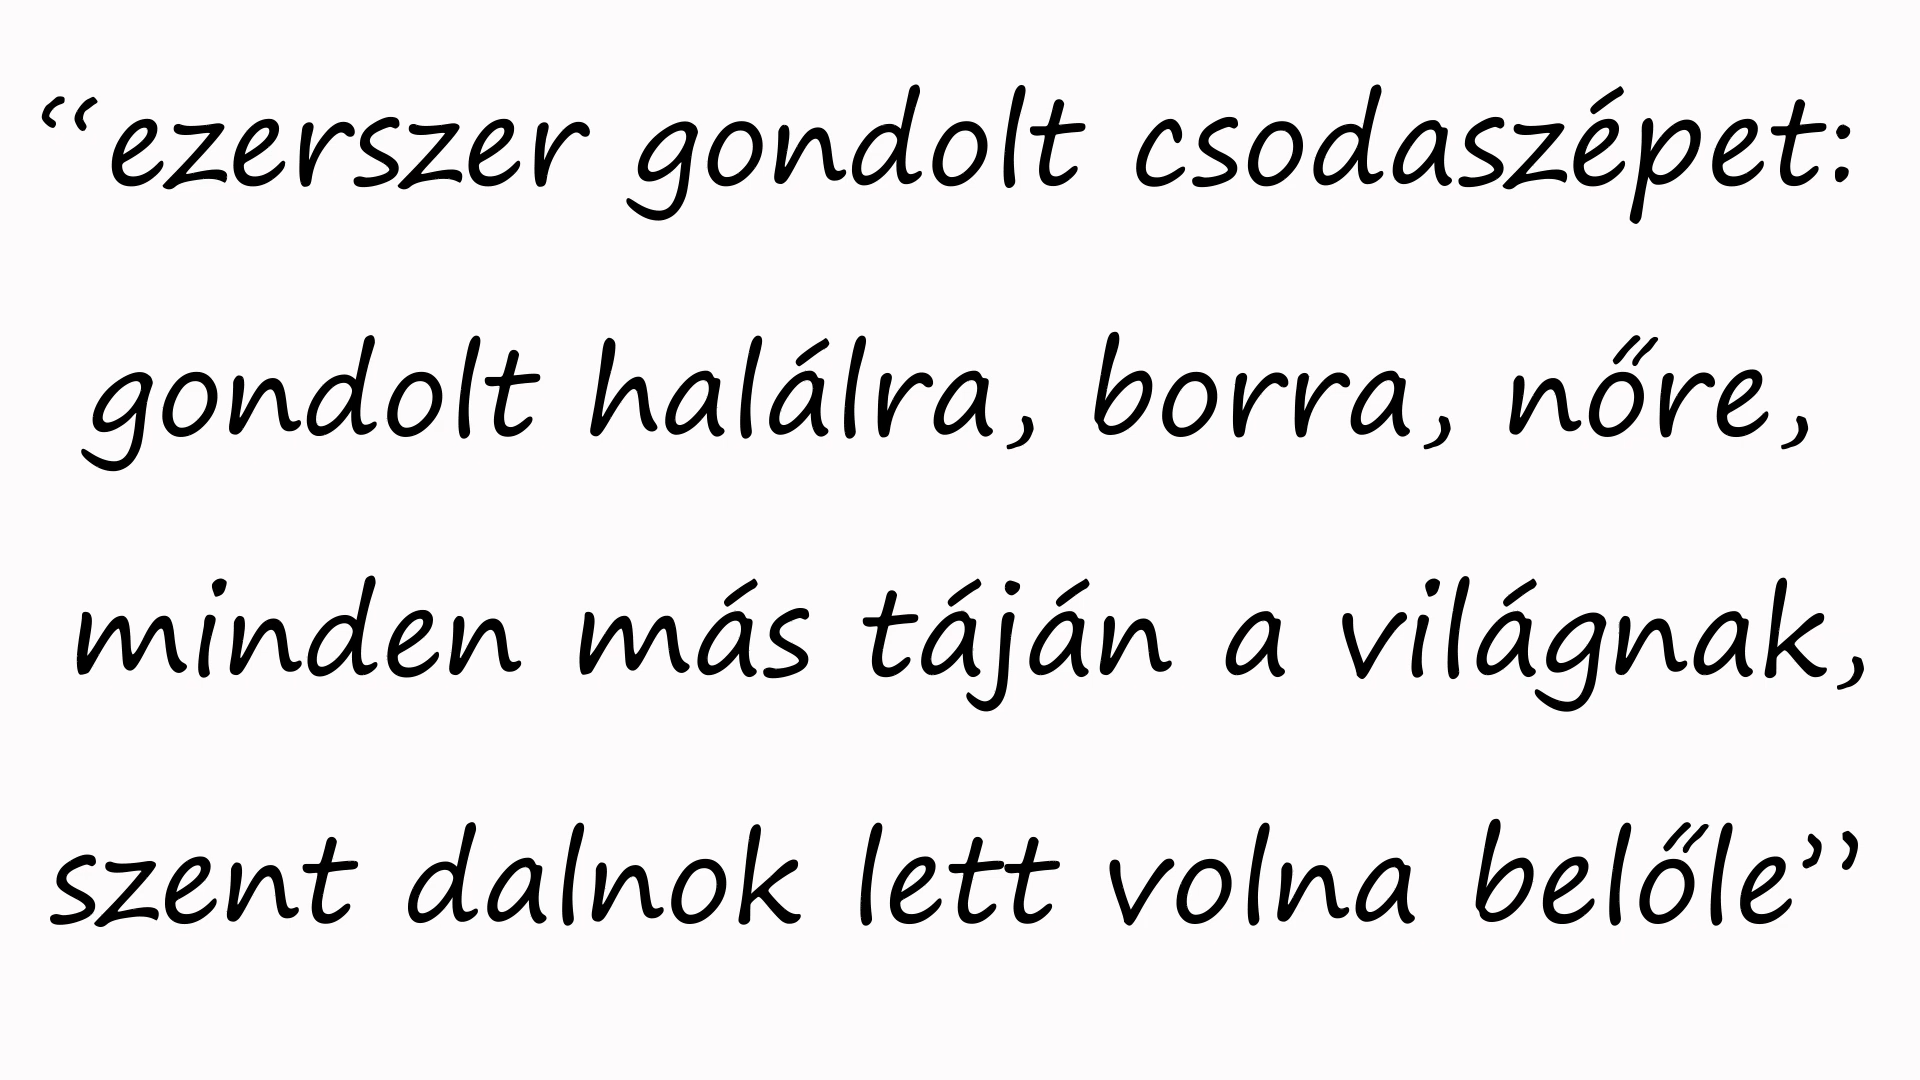 “ezerszer gondolt csodaszépet:
gondolt halálra, borra, nőre,
minden más táján a világnak,
szent dalnok lett volna belőle”